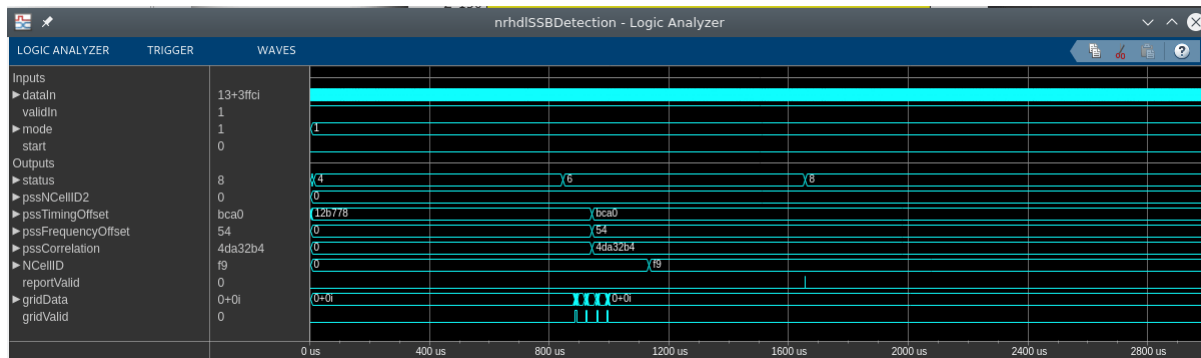 nrhdlSSBDetection - Logic Analyzer
LOGIC ANALYZER TRIGGER WAVES
Inputs
dataIn 13+3ffci
validIn 1
mode 1 1
start 0
Outputs
status 8 4 6 8
pssNCellID2 0 0
pssTimingOffset bca0 12b778 bca0
pssFrequencyOffset 54 0 54
pssCorrelation 4da32b4 0 4da32b4
NCellID f9 0 f9
reportValid 0
gridData 0+0i 0+0i 0+0i
gridValid 0
0 us 400 us 800 us 1200 us 1600 us 2000 us 2400 us 2800 us